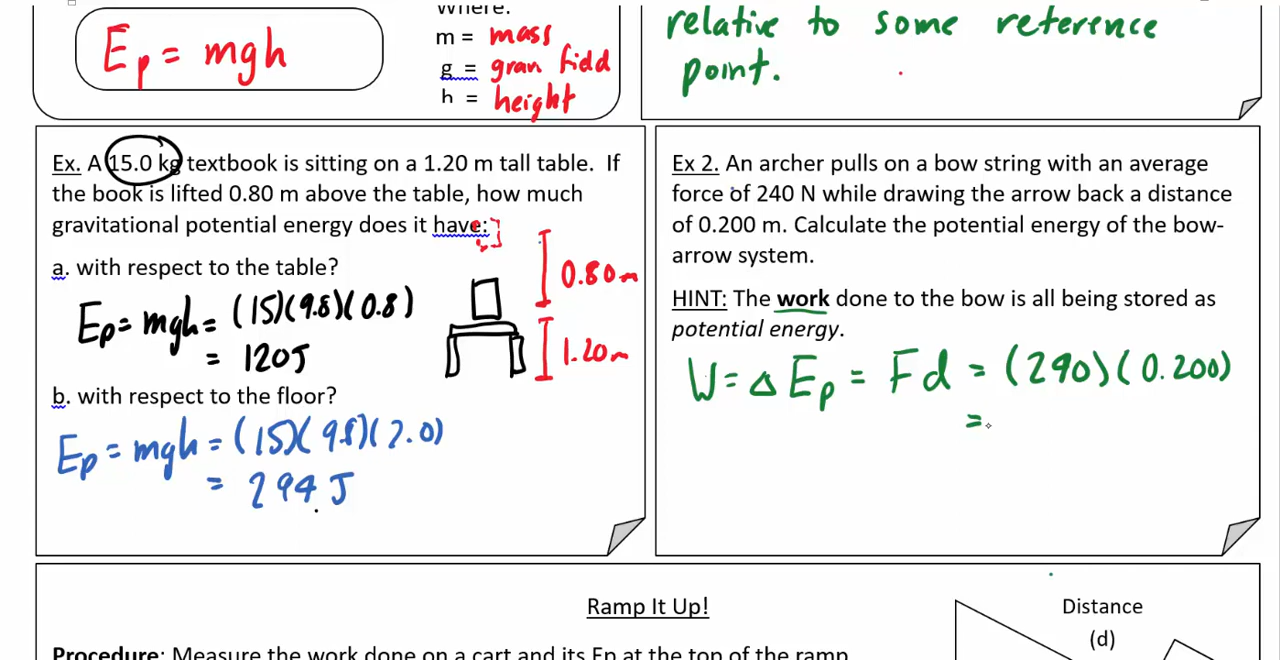 Where:
E_p = mgh
m = mass
g = gran fidd
h = height
relative to some reference
point.
Ex. A 15.0 kg textbook is sitting on a 1.20 m tall table. If
the book is lifted 0.80 m above the table, how much
gravitational potential energy does it have:
a. with respect to the table?
Ep = mgh = (15)(9.8)(0.8)
= 120J
0.80m
1.20m
b. with respect to the floor?
Ep = mgh = (15)(9.8)(2.0)
= 294 J
Ex 2. An archer pulls on a bow string with an average
force of 240 N while drawing the arrow back a distance
of 0.200 m. Calculate the potential energy of the bow-
arrow system.
HINT: The work done to the bow is all being stored as
potential energy.
W = Δ Ep = Fd = (240)(0.200)
=
Ramp It Up!
Procedure: Measure the work done on a cart and its Ep at the top of the ramp
Distance
(d)